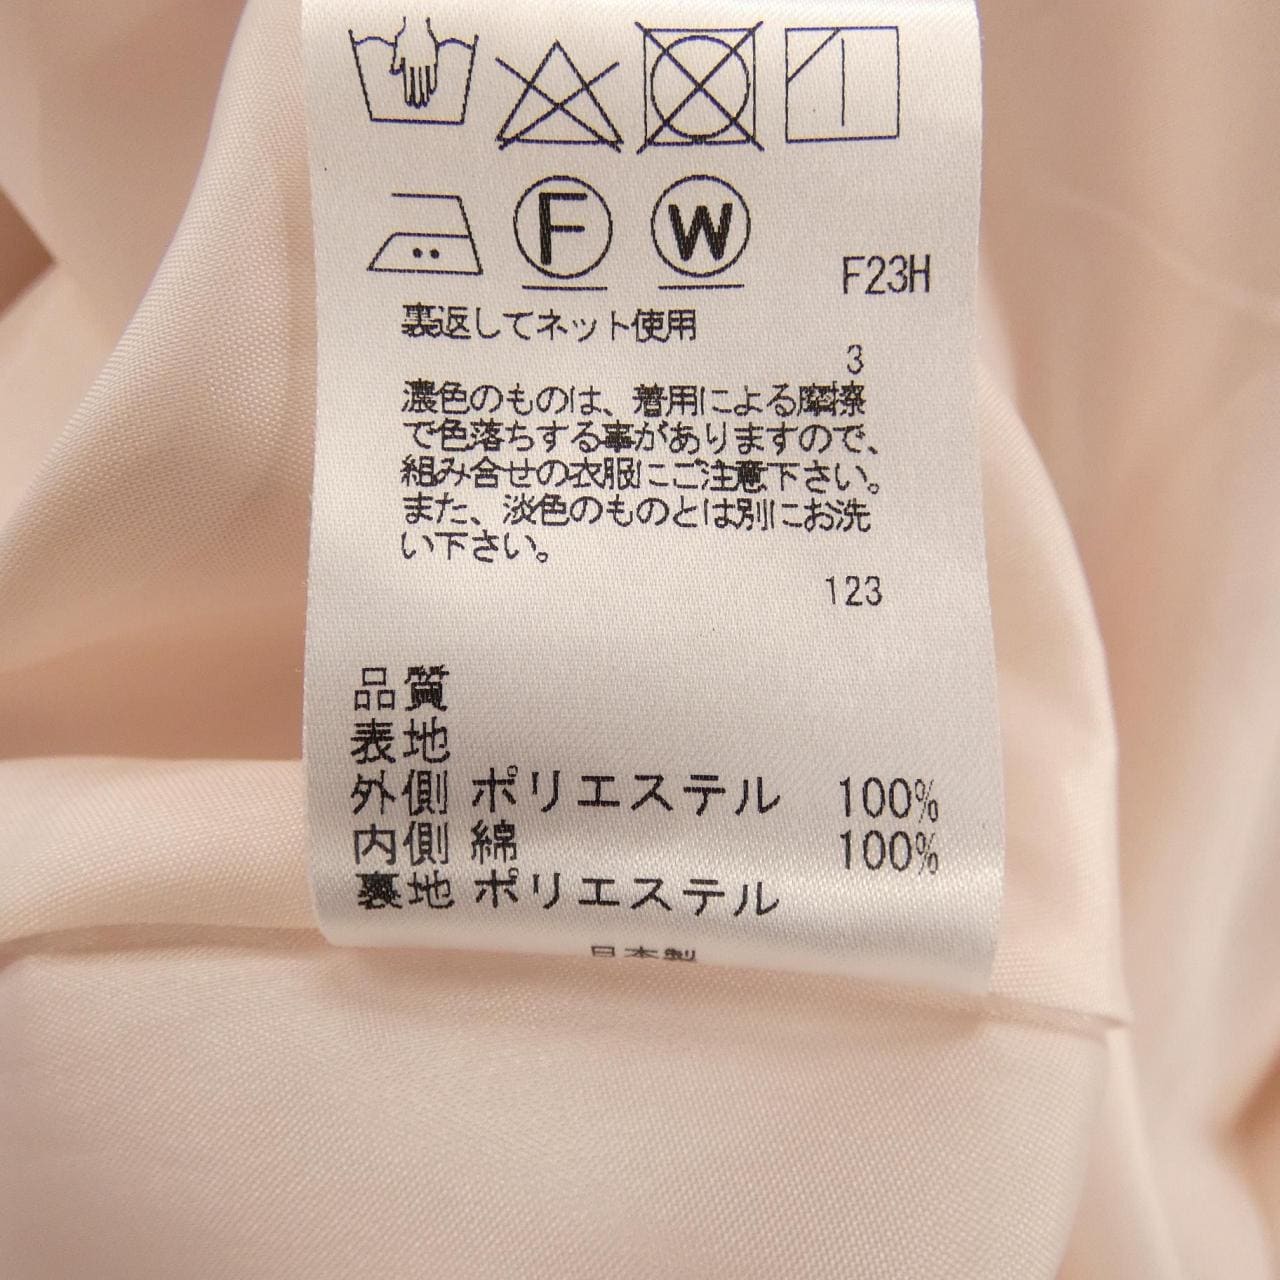 F W
F23H
裏返してネット使用
3
濃色のものは、着用による摩擦
で色落ちする事がありますので、
組み合せの衣服にご注意下さい。
また、淡色のものとは別にお洗
い下さい。
123
品質
表地
外側 ポリエステル 100%
内側 綿 100%
裏地 ポリエステル
日本製